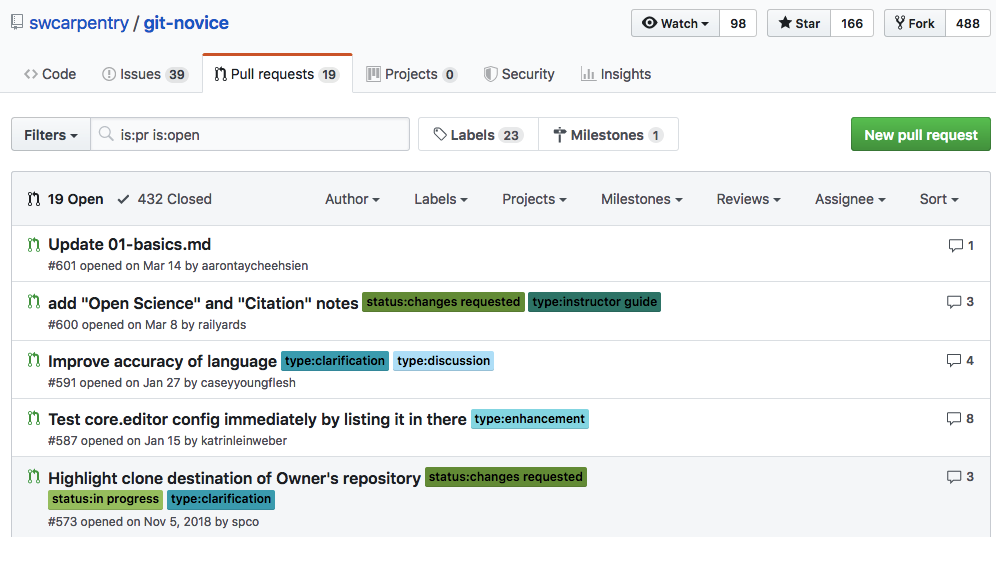 swcarpentry / git-novice Watch 98 Star 166 Fork 488
Code Issues 39 Pull requests 19 Projects 0 Security Insights
Filters is:pr is:open Labels 23 Milestones 1 New pull request
19 Open 432 Closed Author Labels Projects Milestones Reviews Assignee Sort
Update 01-basics.md 1
#601 opened on Mar 14 by aarontaycheehsien
add "Open Science" and "Citation" notes status:changes requested type:instructor guide 3
#600 opened on Mar 8 by railyards
Improve accuracy of language type:clarification type:discussion 4
#591 opened on Jan 27 by caseyyoungflesh
Test core.editor config immediately by listing it in there type:enhancement 8
#587 opened on Jan 15 by katrinleinweber
Highlight clone destination of Owner's repository status:changes requested 3
status:in progress type:clarification
#573 opened on Nov 5, 2018 by spco